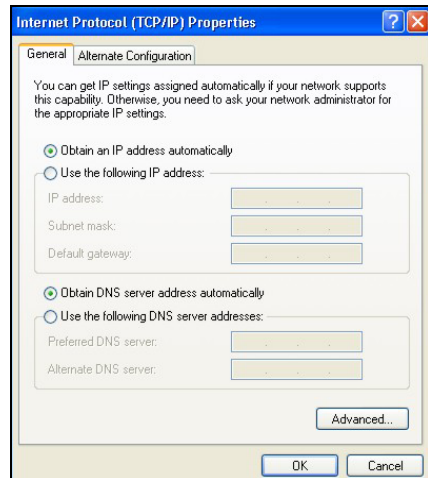 Internet Protocol (TCP/IP) Properties
General Alternate Configuration
You can get IP settings assigned automatically if your network supports
this capability. Otherwise, you need to ask your network administrator for
the appropriate IP settings.
Obtain an IP address automatically
Use the following IP address:
IP address:
Subnet mask:
Default gateway:
Obtain DNS server address automatically
Use the following DNS server addresses:
Preferred DNS server:
Alternate DNS server:
Advanced...
OK Cancel